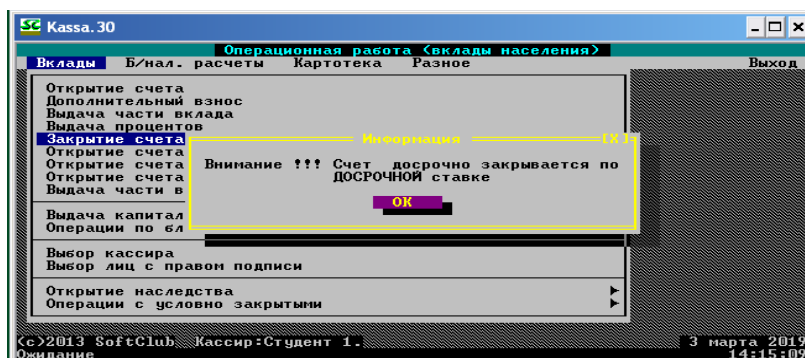 Kassa.30
Операционная работа (вклады населения)
Вклады Б/нал. расчеты Картотека Разное Выход
Открытие счета
Дополнительный взнос
Выдача части вклада
Выдача процентов
Закрытие счета
Информация [X]
Открытие счета
Открытие счета
Внимание !!! Счет досрочно закрывается по
Открытие счета
ДОСРОЧНОЙ ставке
Выдача части в
OK
Выдача капитал
Операции по бл
Выбор кассира
Выбор лиц с правом подписи
Открытие наследства
Операции с условно закрытыми
(c)2013 SoftClub Кассир:Студент 1. 3 марта 2019
Ожидание 14:15:09